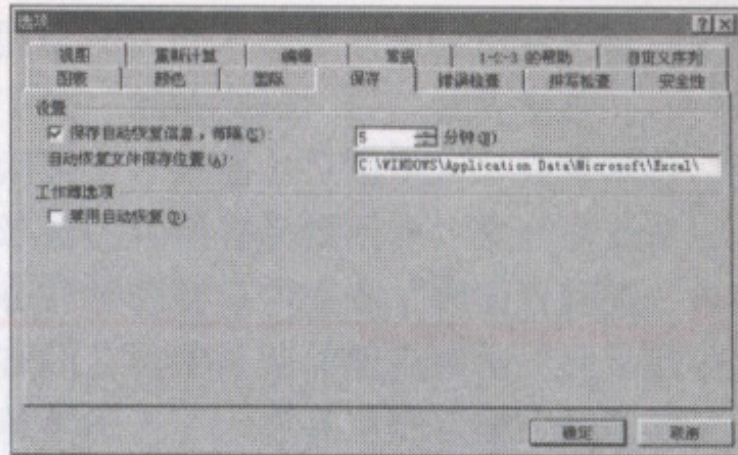 选项
视图 重新计算 编辑 常规 1-2-3 的帮助 自定义序列
图表 颜色 国际 保存 错误检查 拼写检查 安全性
设置
保存自动恢复信息，每隔(S): 5 分钟(M)
自动恢复文件保存位置(A): C:\WINDOWS\Application Data\Microsoft\Excel\
工作簿选项
禁用自动恢复(D)
确定 取消